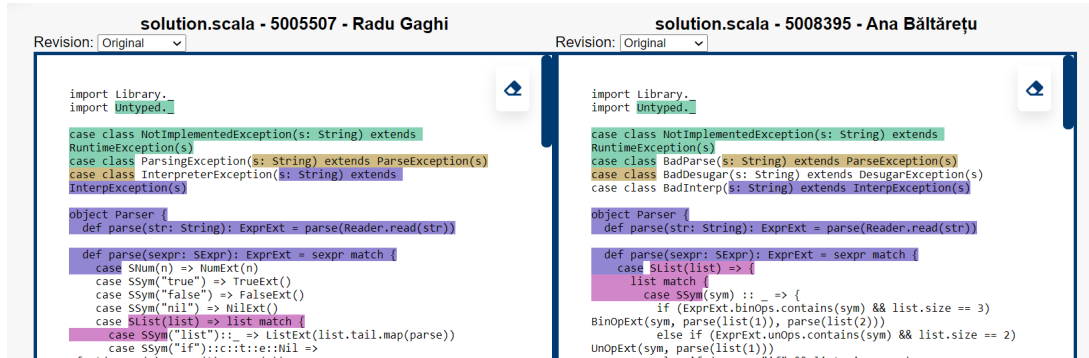 solution.scala - 5005507 - Radu Gaghi
Revision: Original
import Library._
import Untyped._
case class NotImplementedException(s: String) extends
RuntimeException(s)
case class ParsingException(s: String) extends ParseException(s)
case class InterpreterException(s: String) extends
InterpException(s)
object Parser {
def parse(str: String): ExprExt = parse(Reader.read(str))
def parse(sexpr: SExpr): ExprExt = sexpr match {
case SNum(n) => NumExt(n)
case SSym("true") => TrueExt()
case SSym("false") => FalseExt()
case SSym("nil") => NilExt()
case SList(list) => list match {
case SSym("list")::_ => ListExt(list.tail.map(parse))
case SSym("if")::c::t::e::Nil =>
solution.scala - 5008395 - Ana Băltărețu
Revision: Original
import Library._
import Untyped._
case class NotImplementedException(s: String) extends
RuntimeException(s)
case class BadParse(s: String) extends ParseException(s)
case class BadDesugar(s: String) extends DesugarException(s)
case class BadInterp(s: String) extends InterpException(s)
object Parser {
def parse(str: String): ExprExt = parse(Reader.read(str))
def parse(sexpr: SExpr): ExprExt = sexpr match {
case SList(list) => {
list match {
case SSym(sym) :: _ => {
if (ExprExt.binOps.contains(sym) && list.size == 3)
BinOpExt(sym, parse(list(1)), parse(list(2)))
else if (ExprExt.unOps.contains(sym) && list.size == 2)
UnOpExt(sym, parse(list(1)))